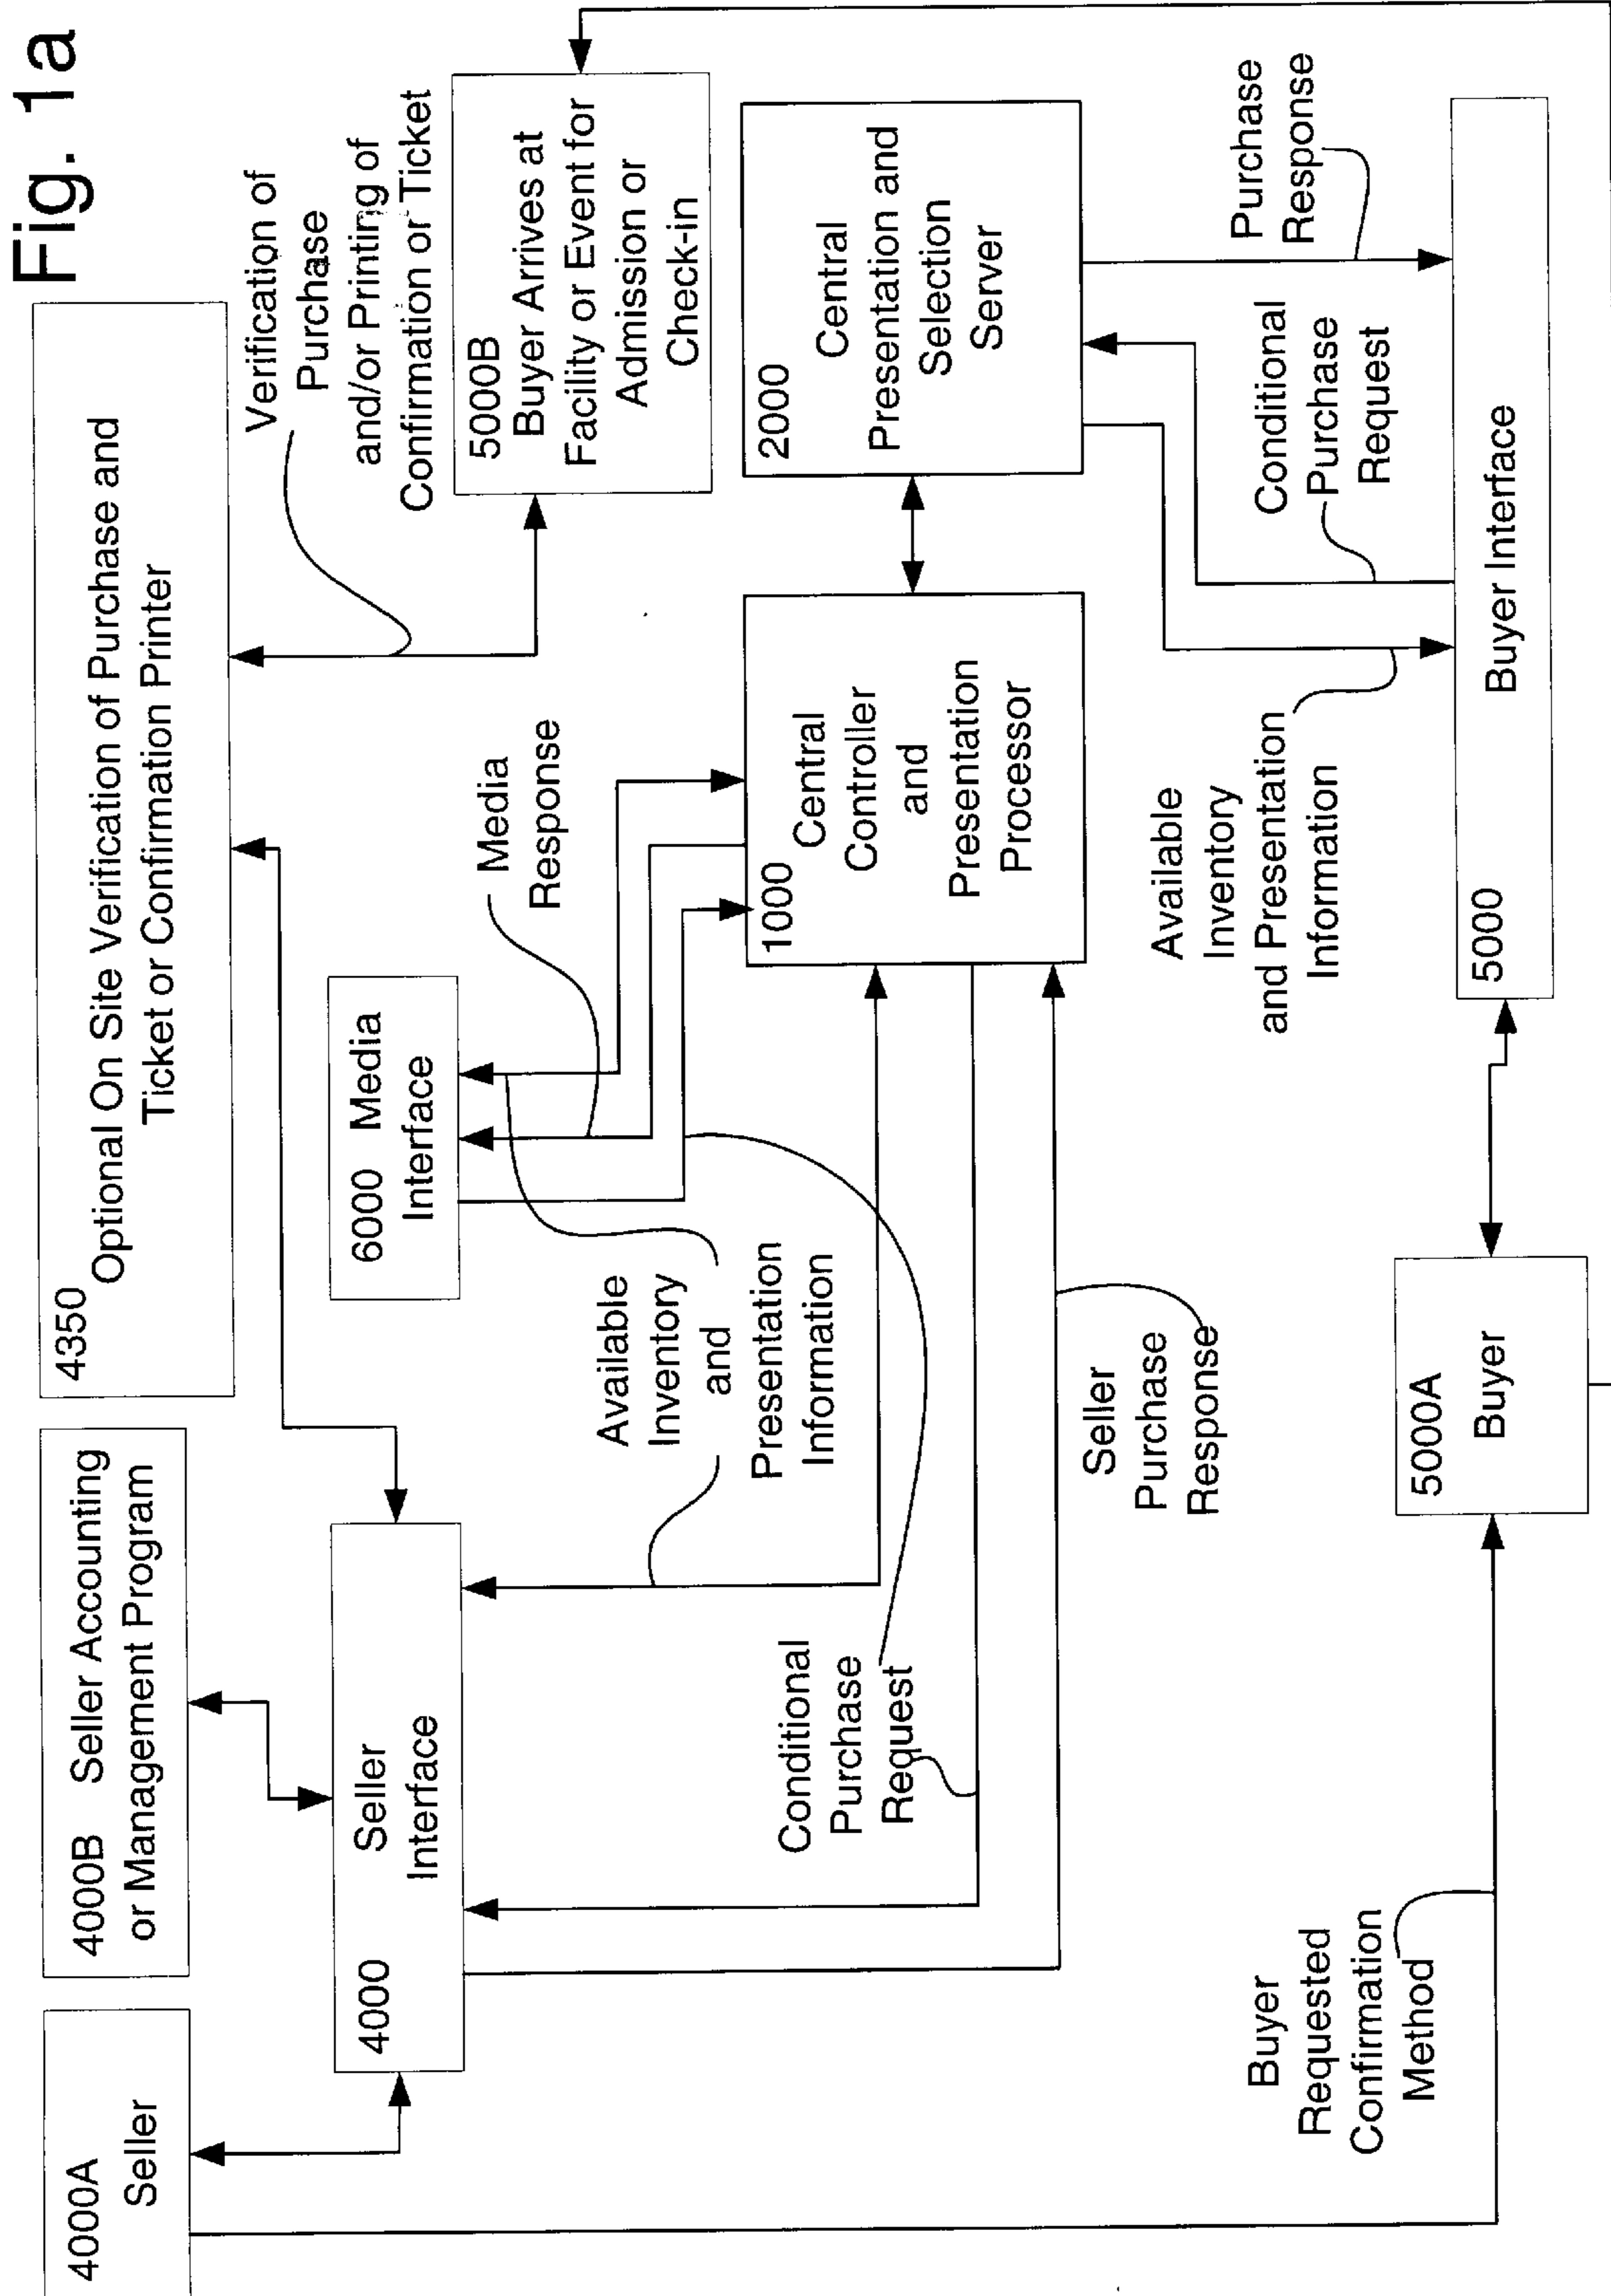 Fig. 1a
4000A
Seller
4000B Seller Accounting
or Management Program
4350
Optional On Site Verification of Purchase and
Ticket or Confirmation Printer
Verification of
Purchase
and/or Printing of
Confirmation or Ticket
4000
Seller
Interface
6000 Media
Interface
Media
Response
5000B
Buyer Arrives at
Facility or Event for
Admission or
Check-in
Available
Inventory
and
Presentation
Information
1000
Central
Controller
and
Presentation
Processor
2000
Central
Presentation and
Selection
Server
Conditional
Purchase
Request
Seller
Purchase
Response
Available
Inventory
and Presentation
Information
Conditional
Purchase
Request
Purchase
Response
Buyer
Requested
Confirmation
Method
5000A
Buyer
5000
Buyer Interface